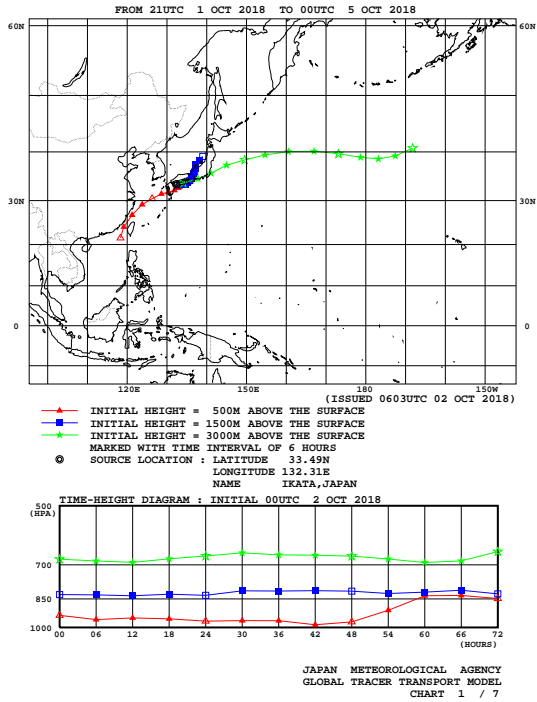 FROM 21UTC 1 OCT 2018 TO 00UTC 5 OCT 2018
60N 60N
30N 30N
0 0
120E 150E 180 150W
(ISSUED 0603UTC 02 OCT 2018)
INITIAL HEIGHT = 500M ABOVE THE SURFACE
INITIAL HEIGHT = 1500M ABOVE THE SURFACE
INITIAL HEIGHT = 3000M ABOVE THE SURFACE
MARKED WITH TIME INTERVAL OF 6 HOURS
SOURCE LOCATION : LATITUDE 33.49N
LONGITUDE 132.31E
NAME IKATA,JAPAN
TIME-HEIGHT DIAGRAM : INITIAL 00UTC 2 OCT 2018
500
(HPA)
700
850
1000
00 06 12 18 24 30 36 42 48 54 60 66 72
(HOURS)
JAPAN METEOROLOGICAL AGENCY
GLOBAL TRACER TRANSPORT MODEL
CHART 1 / 7